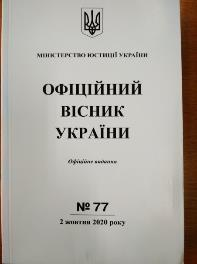 МІНІСТЕРСТВО ЮСТИЦІЇ УКРАЇНИ
ОФІЦІЙНИЙ
ВІСНИК
УКРАЇНИ
Офіційне видання
№ 77
2 жовтня 2020 року